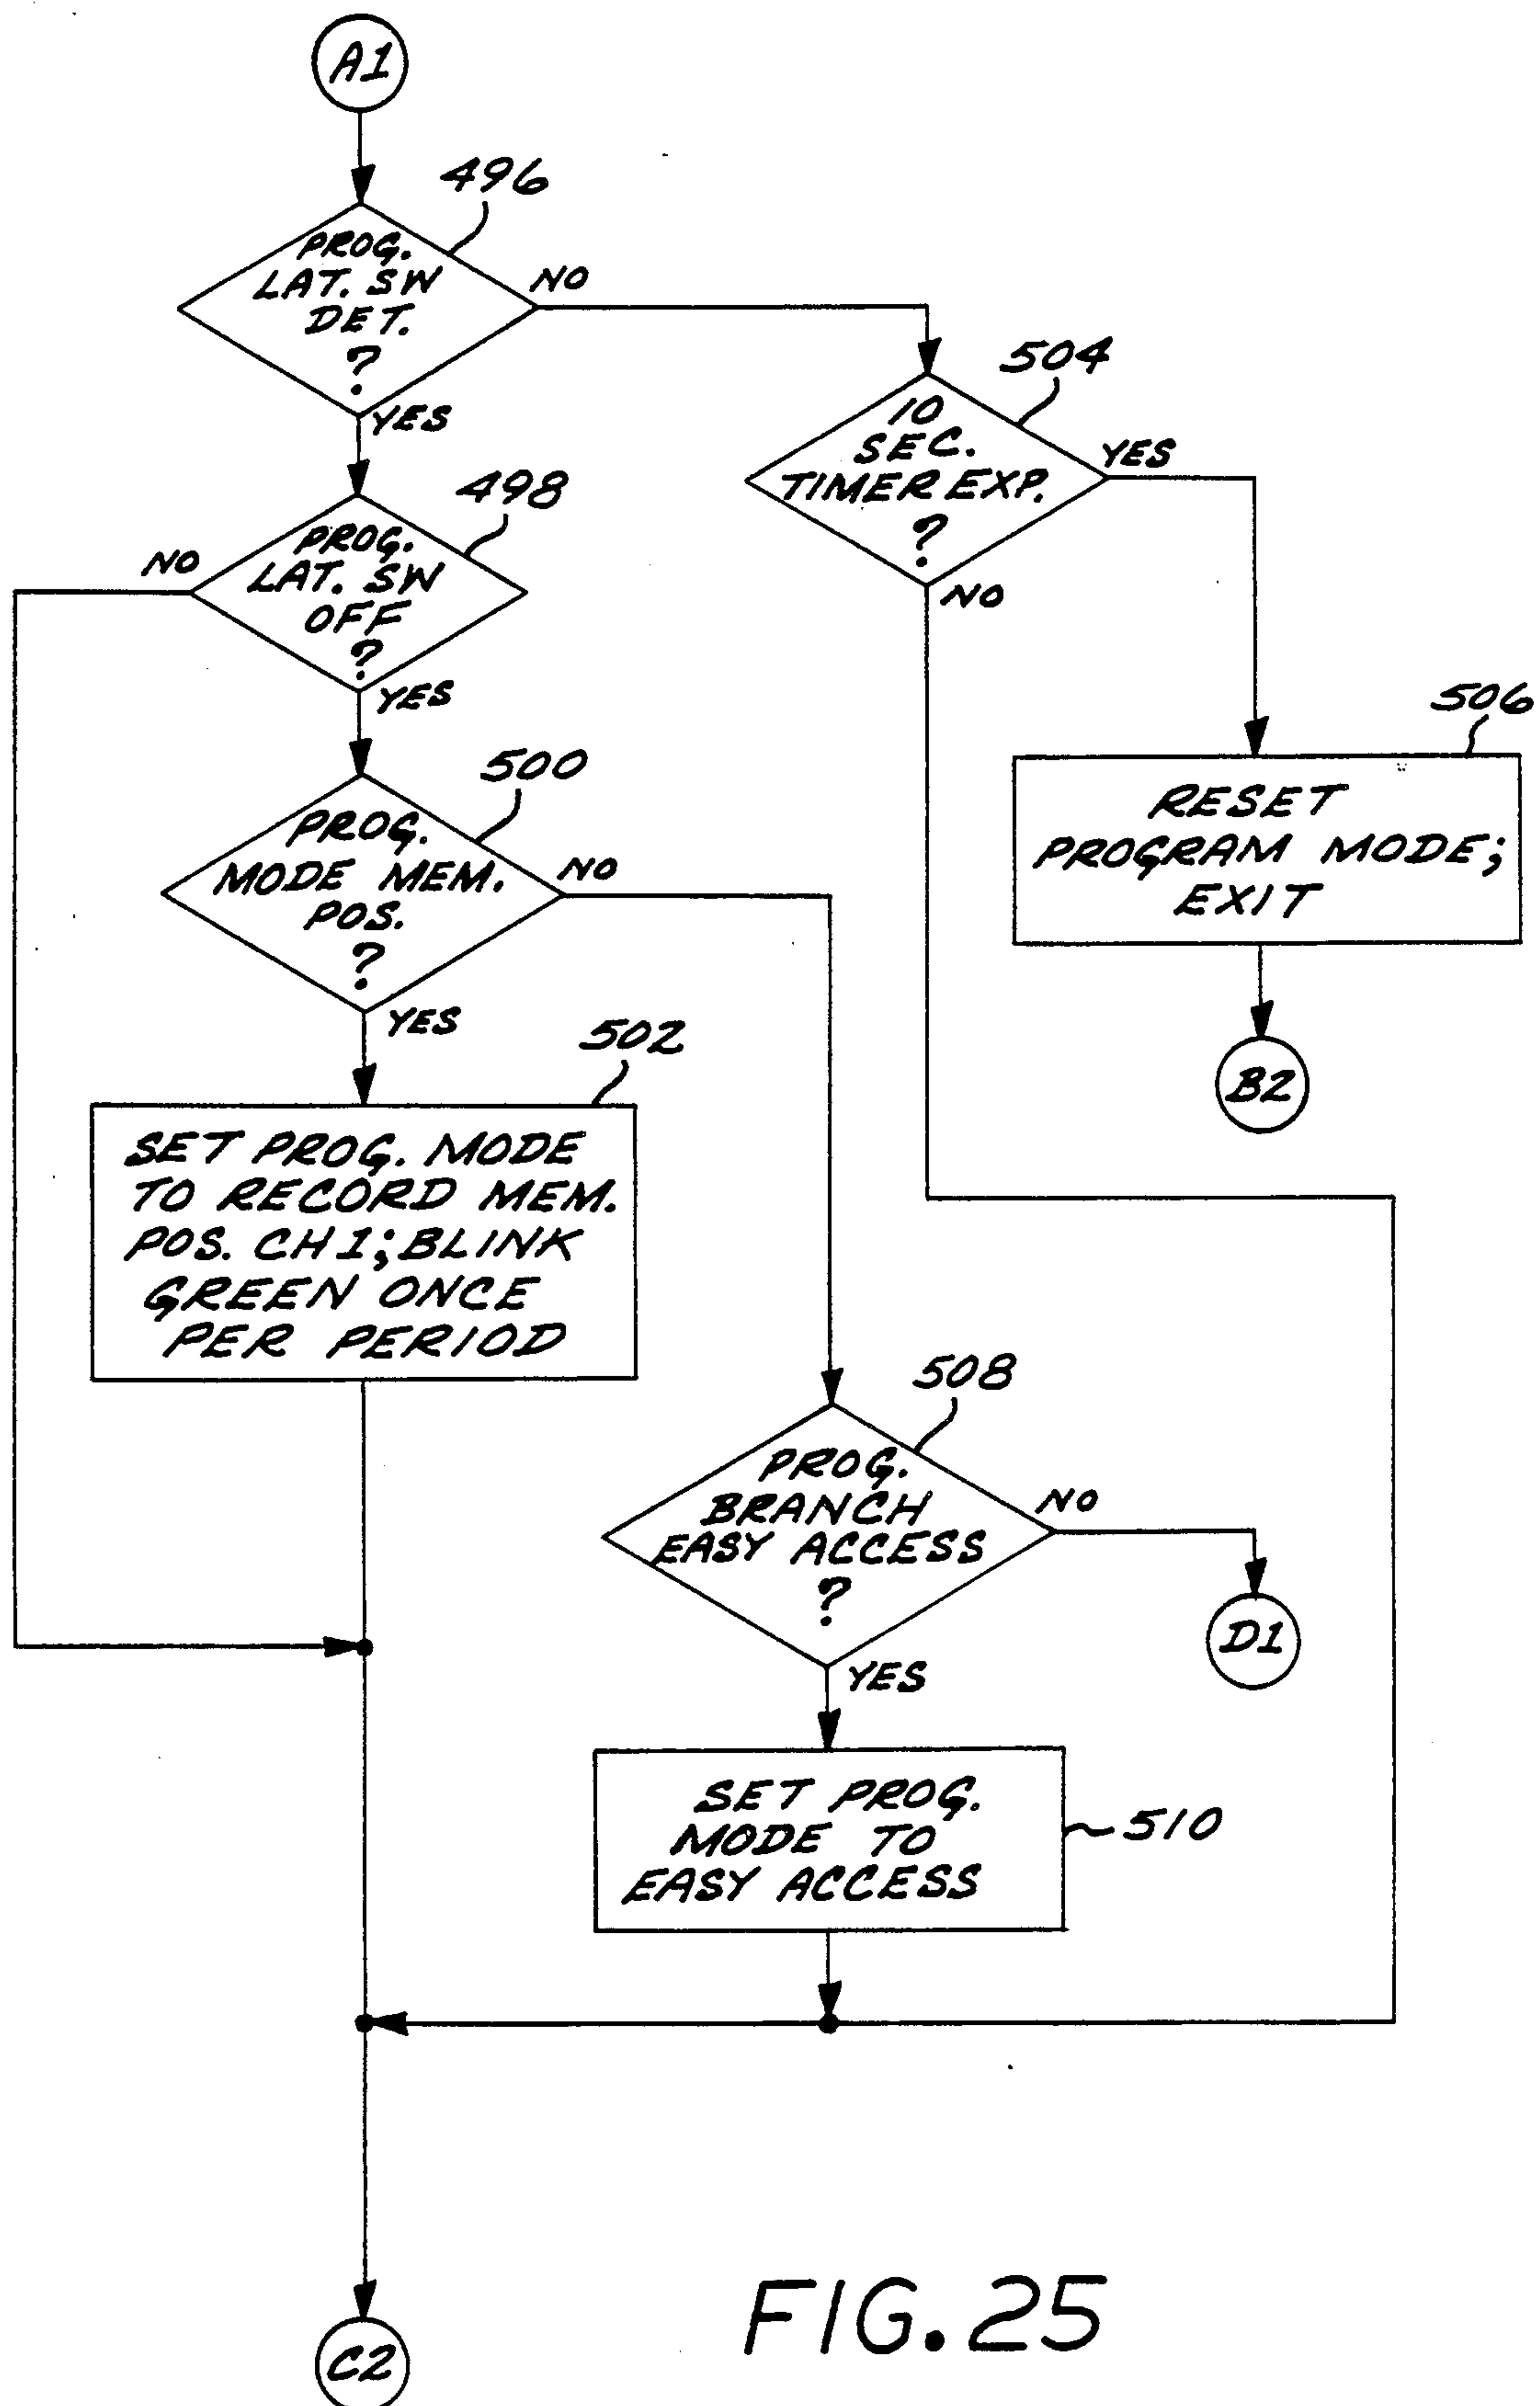 A1
496
PROG.
LAT. SW
DET.
?
NO
YES
504
10
SEC.
TIMER EXP.
?
YES
NO
498
PROG.
LAT. SW
OFF
?
NO
YES
506
RESET
PROGRAM MODE;
EXIT
B2
500
PROG.
MODE MEM.
POS.
?
NO
YES
502
SET PROG. MODE
TO RECORD MEM.
POS. CH1; BLINK
GREEN ONCE
PER PERIOD
508
PROG.
BRANCH
EASY ACCESS
?
NO
D1
YES
SET PROG.
MODE TO
EASY ACCESS
510
C2
FIG. 25